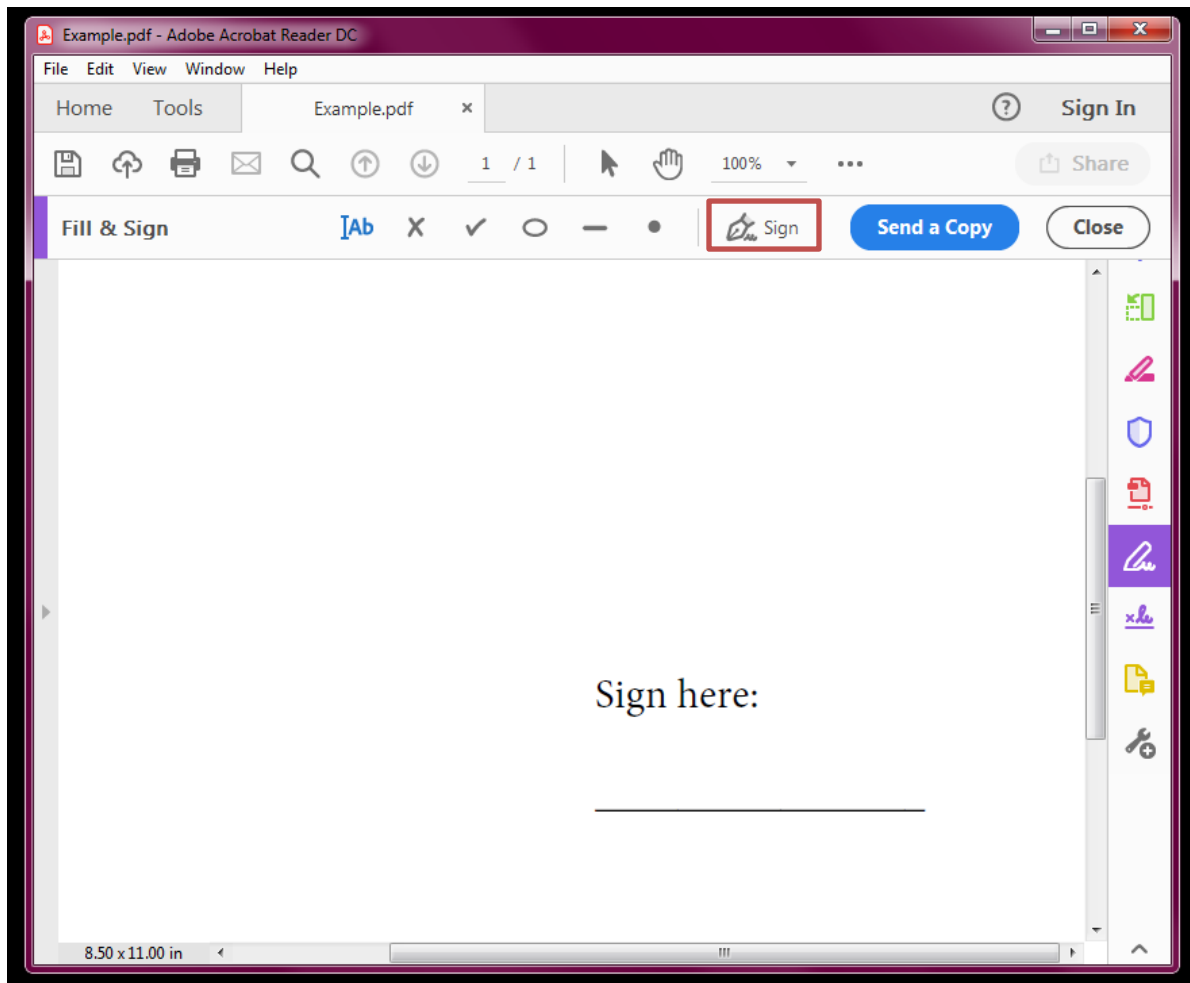 Example.pdf - Adobe Acrobat Reader DC
File Edit View Window Help
Home Tools Example.pdf × ? Sign In
1 / 1 100% Share
Fill & Sign Ab Sign Send a Copy Close
Sign here:
8.50 x 11.00 in